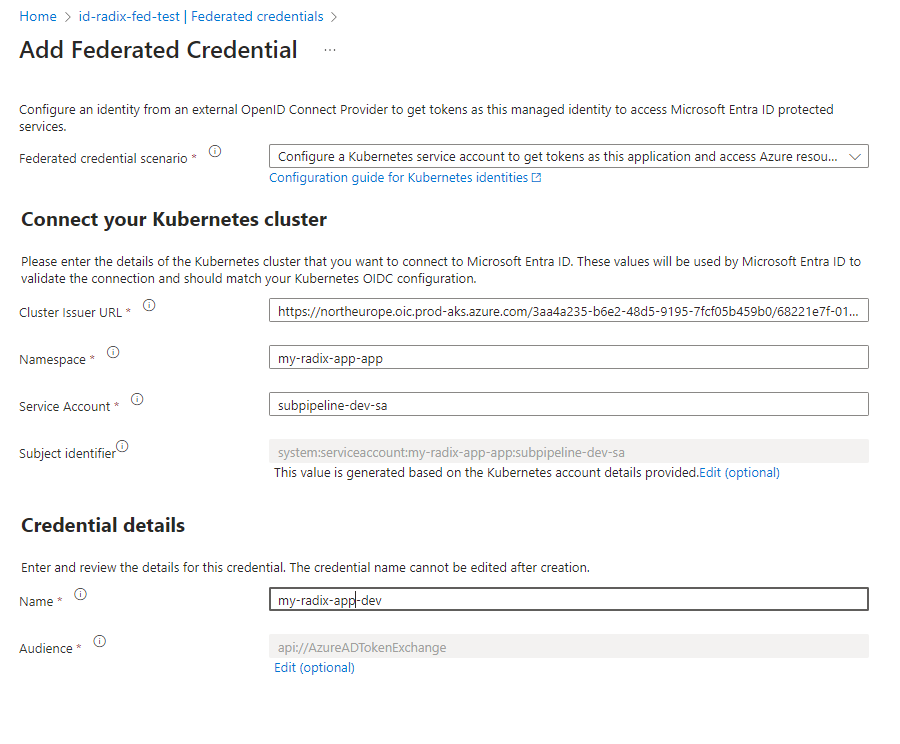 Home > id-radix-fed-test | Federated credentials >
Add Federated Credential ...
Configure an identity from an external OpenID Connect Provider to get tokens as this managed identity to access Microsoft Entra ID protected
services.
Federated credential scenario *
Configure a Kubernetes service account to get tokens as this application and access Azure resou...
Configuration guide for Kubernetes identities
Connect your Kubernetes cluster
Please enter the details of the Kubernetes cluster that you want to connect to Microsoft Entra ID. These values will be used by Microsoft Entra ID to
validate the connection and should match your Kubernetes OIDC configuration.
Cluster Issuer URL * https://northeurope.oic.prod-aks.azure.com/3aa4a235-b6e2-48d5-9195-7fcf05b459b0/68221e7f-01...
Namespace * my-radix-app-app
Service Account * subpipeline-dev-sa
Subject identifier system:serviceaccount:my-radix-app-app:subpipeline-dev-sa
This value is generated based on the Kubernetes account details provided.Edit (optional)
Credential details
Enter and review the details for this credential. The credential name cannot be edited after creation.
Name * my-radix-app-dev
Audience * api://AzureADTokenExchange
Edit (optional)